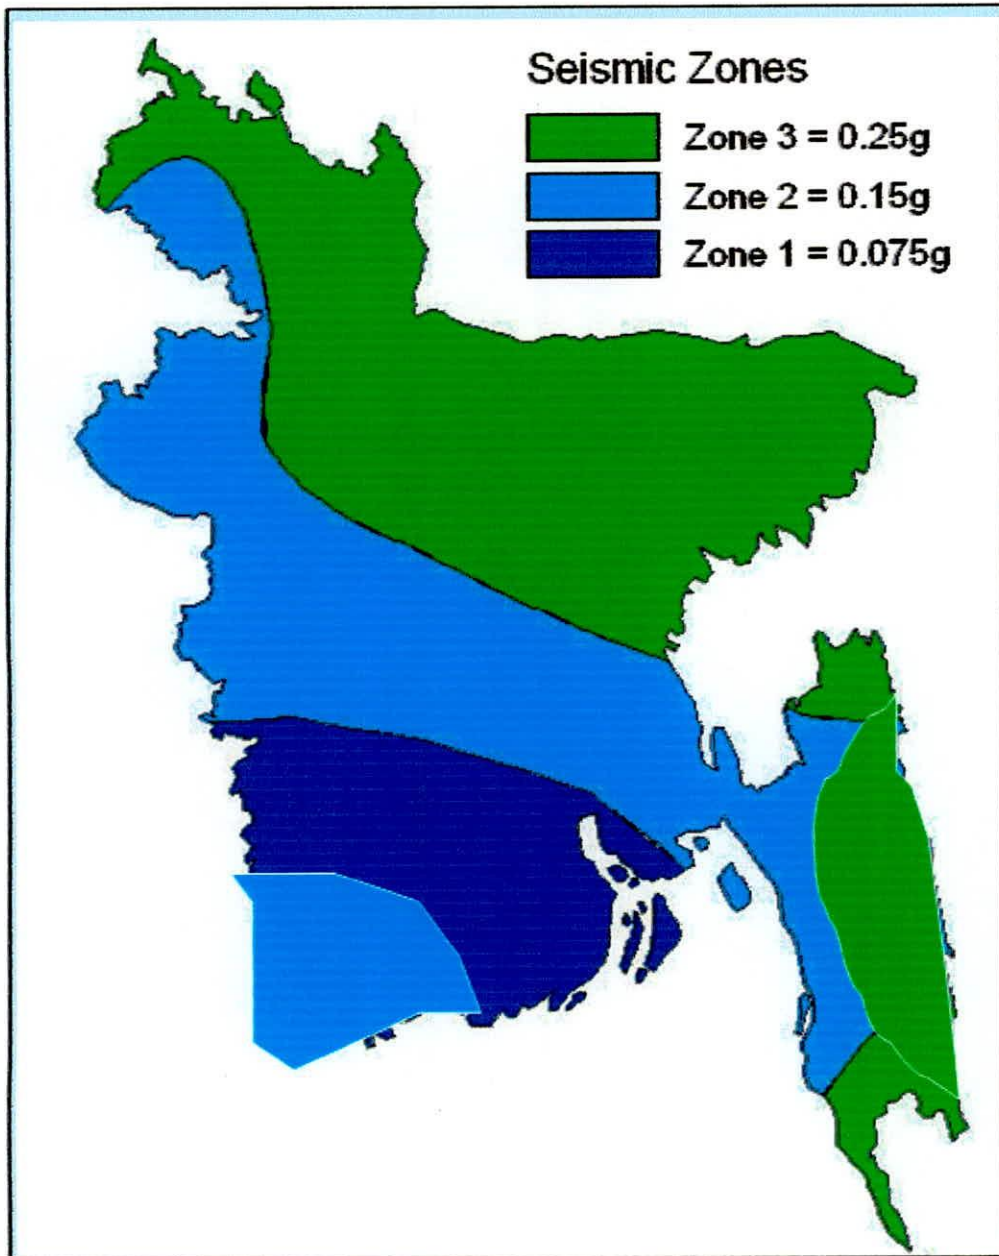 Seismic Zones
Zone 3 = 0.25g
Zone 2 = 0.15g
Zone 1 = 0.075g